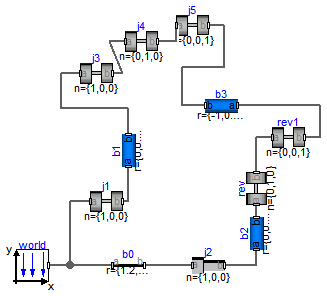 j5
j4
n={0,0,1}
j3
n={0,1,0}
n={1,0,0}
b3
b a
r={-1,0....
rev1
b1
r={0,0,...
n={0,0,1}
j1
rev
n={0,1,0}
n={1,0,0}
b2
r={0,0...
y
world
b0
j2
x
r={1.2,...
n={1,0,0}